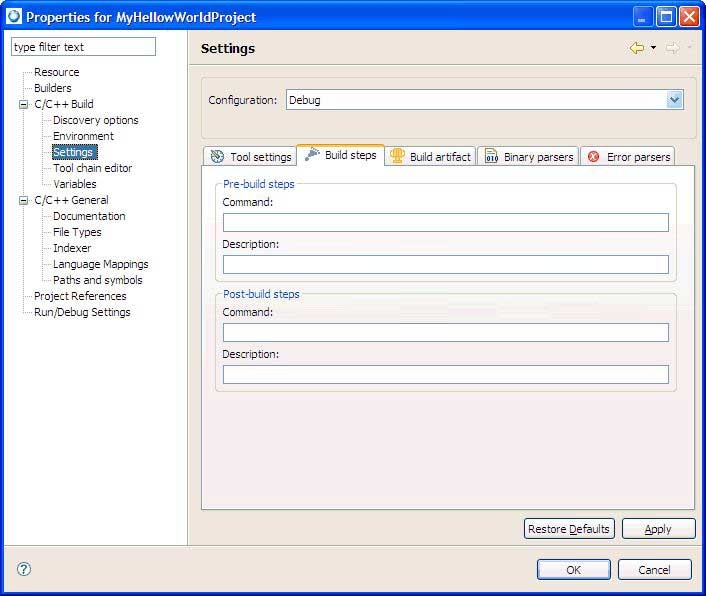 Properties for MyHellowWorldProject
type filter text
Resource
Builders
C/C++ Build
Discovery options
Environment
Settings
Tool chain editor
Variables
C/C++ General
Documentation
File Types
Indexer
Language Mappings
Paths and symbols
Project References
Run/Debug Settings
Settings
Configuration: Debug
Tool settings Build steps Build artifact Binary parsers Error parsers
Pre-build steps
Command:
Description:
Post-build steps
Command:
Description:
Restore Defaults Apply
OK Cancel